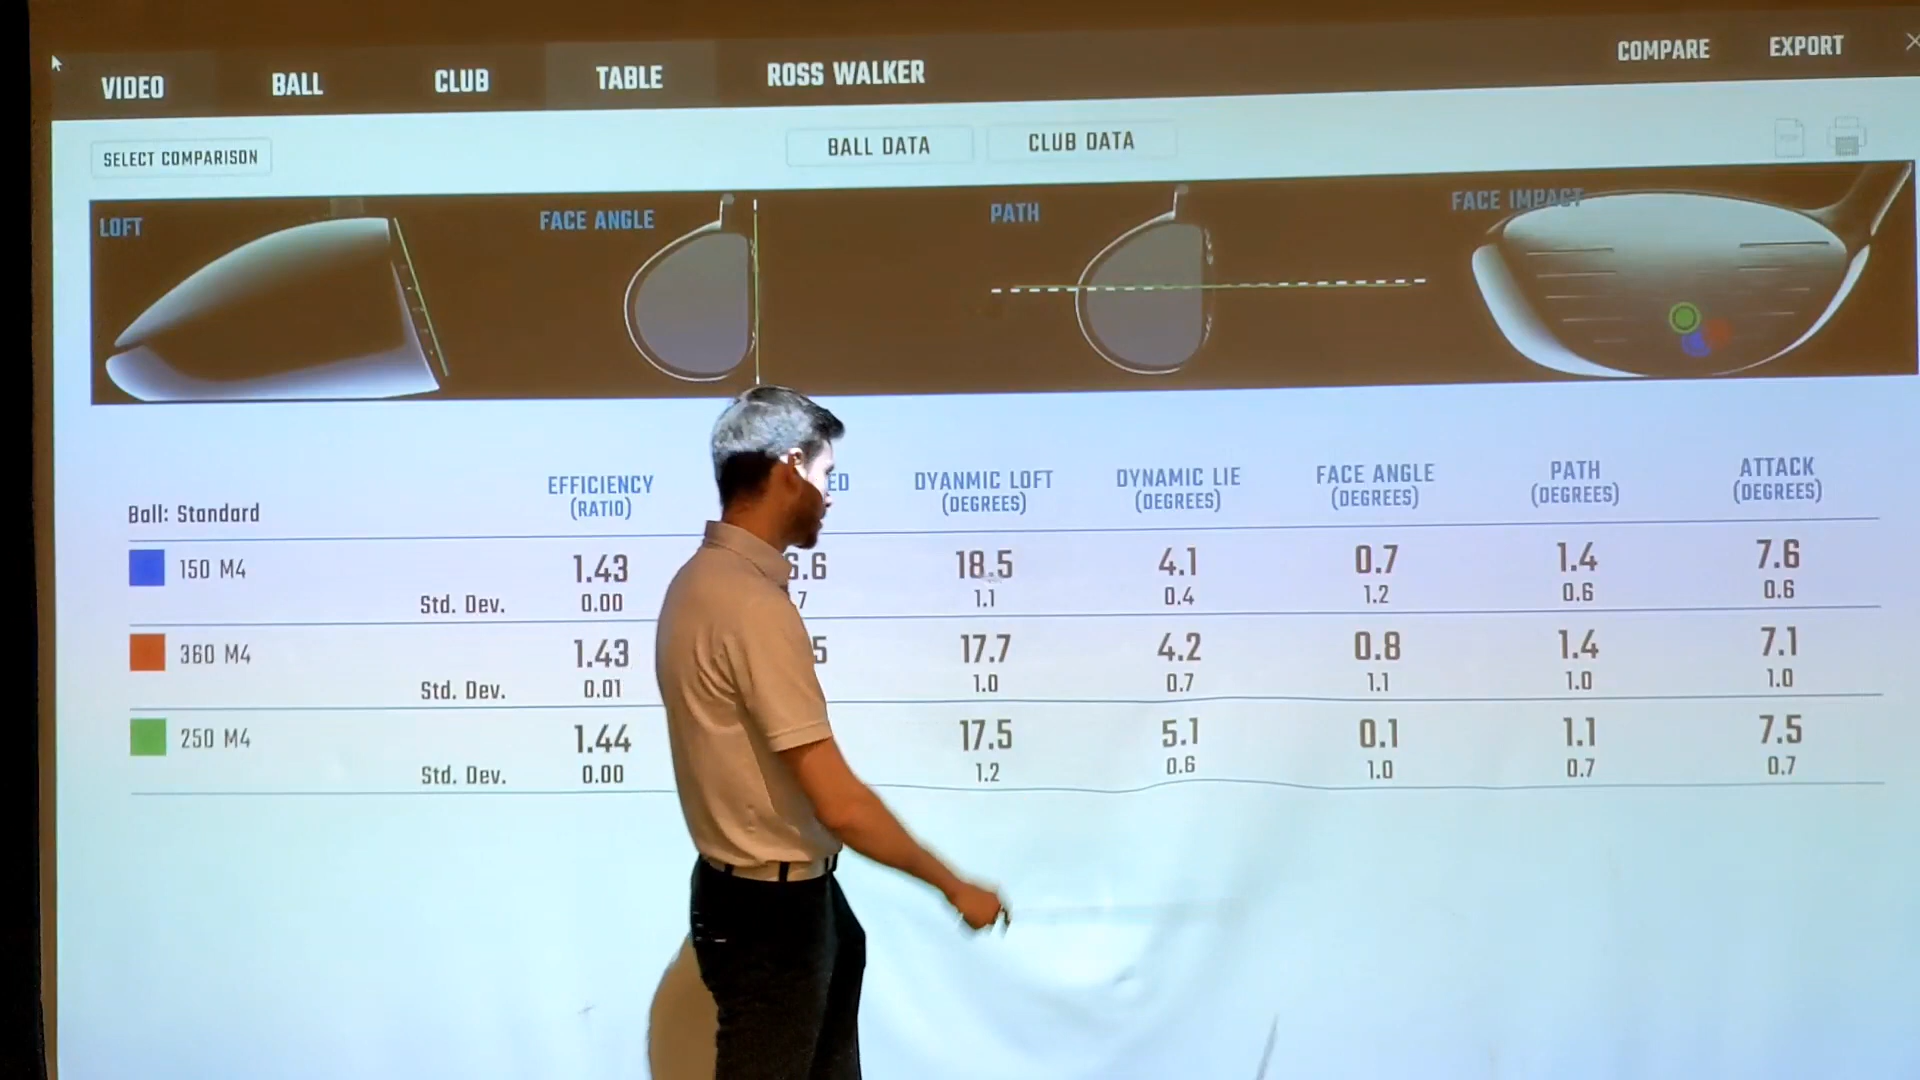 VIDEO BALL CLUB TABLE ROSS WALKER COMPARE EXPORT
SELECT COMPARISON BALL DATA CLUB DATA
LOFT FACE ANGLE PATH FACE IMPACT
EFFICIENCY ED DYANMIC LOFT DYNAMIC LIE FACE ANGLE PATH ATTACK
(RATIO) (DEGREES) (DEGREES) (DEGREES) (DEGREES) (DEGREES)
Ball: Standard
150 M4 1.43 6.6 18.5 4.1 0.7 1.4 7.6
Std. Dev. 0.00 .7 1.1 0.4 1.2 0.6 0.6
360 M4 1.43 5 17.7 4.2 0.8 1.4 7.1
Std. Dev. 0.01 1.0 0.7 1.1 1.0 1.0
250 M4 1.44 17.5 5.1 0.1 1.1 7.5
Std. Dev. 0.00 1.2 0.6 1.0 0.7 0.7